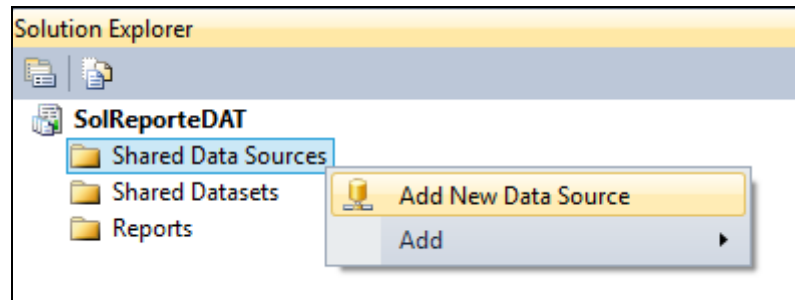 Solution Explorer
SolReporteDAT
Shared Data Sources
Shared Datasets
Reports
Add New Data Source
Add